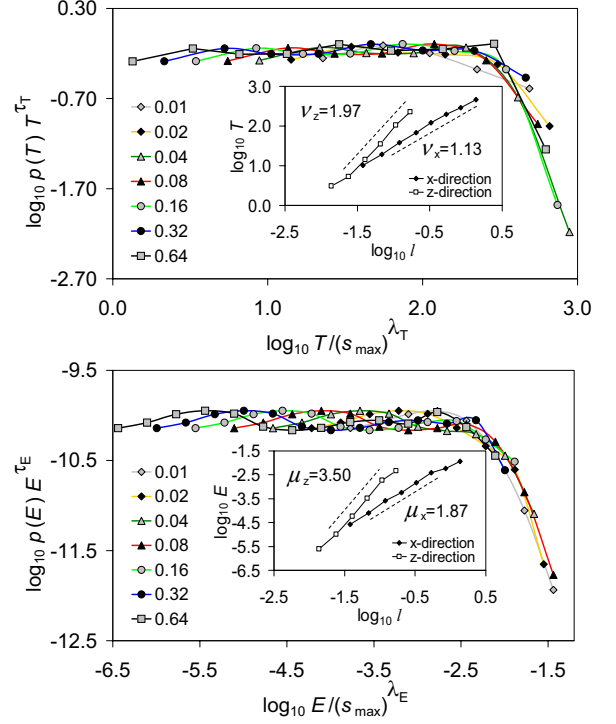 0.30
-0.70
-1.70
-2.70
log10 p(T) T^τT
0.01
0.02
0.04
0.08
0.16
0.32
0.64
3.0
2.0
1.0
0.0
log10 T
νz=1.97
νx=1.13
x-direction
z-direction
-2.5 -1.5 -0.5 0.5
log10 l
0.0 1.0 2.0 3.0
log10 T/(smax)^λT
-9.5
-10.5
-11.5
-12.5
log10 p(E) E^τE
0.01
0.02
0.04
0.08
0.16
0.32
0.64
-1.5
-2.5
-3.5
-4.5
-5.5
-6.5
log10 E
μz=3.50
μx=1.87
x-direction
z-direction
-2.5 -1.5 -0.5 0.5
log10 l
-6.5 -5.5 -4.5 -3.5 -2.5 -1.5
log10 E/(smax)^λE